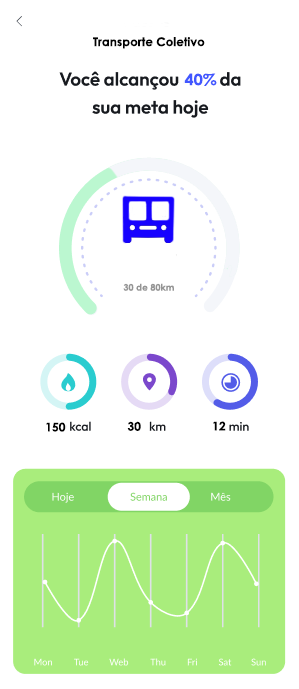 Transporte Coletivo
Você alcançou 40% da
sua meta hoje
30 de 80km
150 kcal
30 km
12 min
Hoje
Semana
Mês
Mon Tue Web Thu Fri Sat Sun